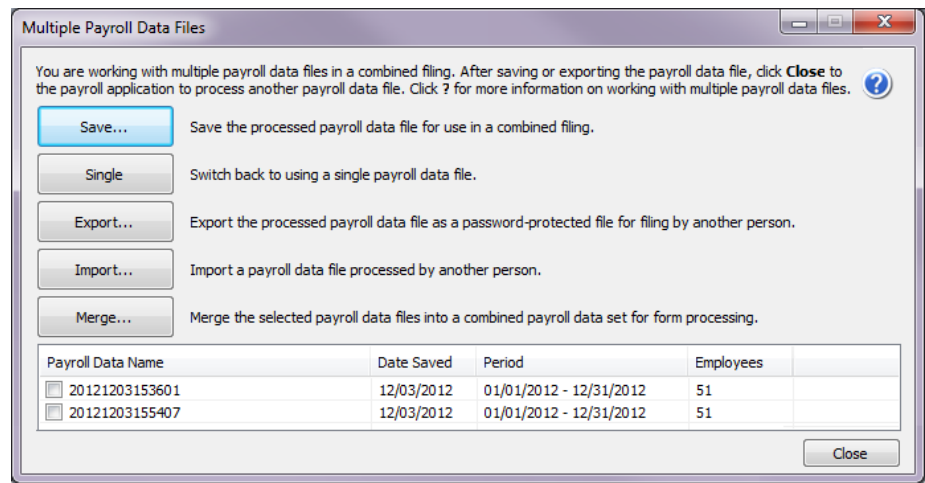 Multiple Payroll Data Files
You are working with multiple payroll data files in a combined filing. After saving or exporting the payroll data file, click Close to
the payroll application to process another payroll data file. Click ? for more information on working with multiple payroll data files.
?
Save... Save the processed payroll data file for use in a combined filing.
Single Switch back to using a single payroll data file.
Export... Export the processed payroll data file as a password-protected file for filing by another person.
Import... Import a payroll data file processed by another person.
Merge... Merge the selected payroll data files into a combined payroll data set for form processing.
Payroll Data Name Date Saved Period Employees
20121203153601 12/03/2012 01/01/2012 - 12/31/2012 51
20121203155407 12/03/2012 01/01/2012 - 12/31/2012 51
Close